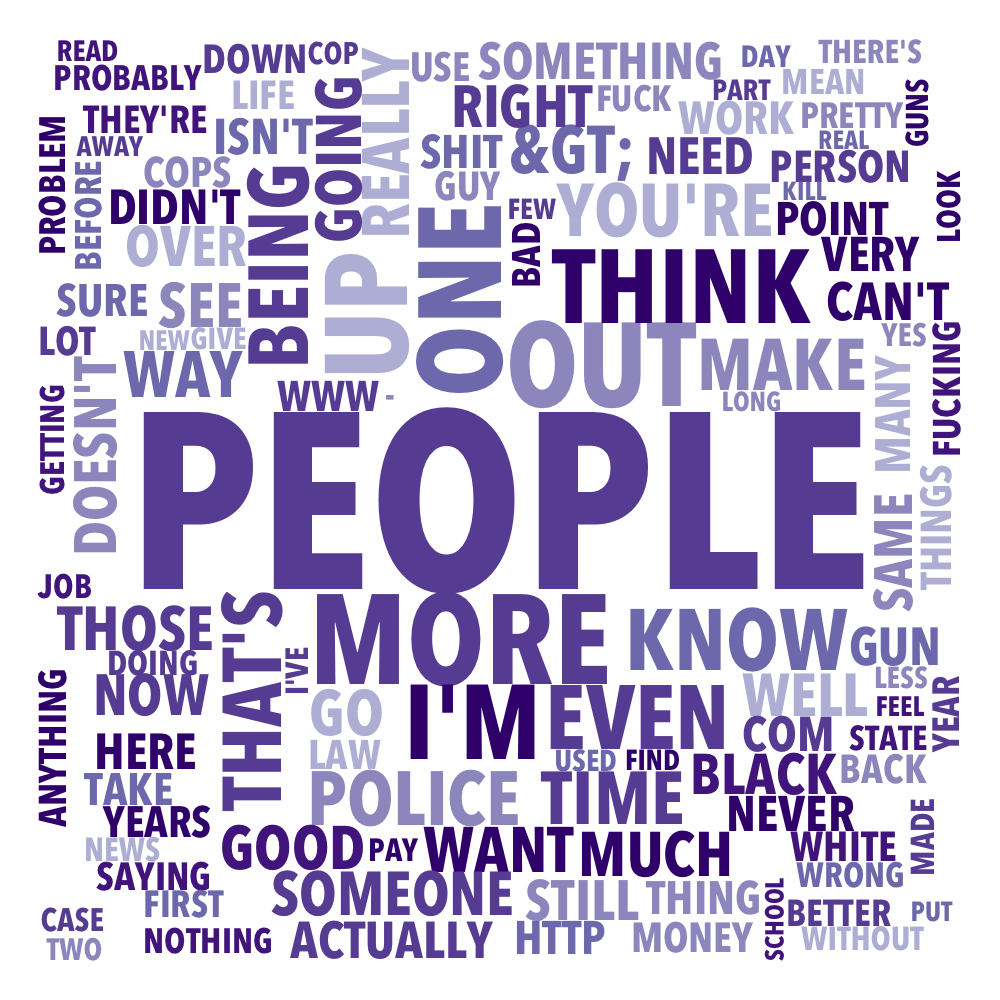 READ
PROBABLY
DOWN
COP
REALLY
USE
SOMETHING
DAY
THERE'S
LIFE
GOING
RIGHT
FUCK
PART
MEAN
WORK
PRETTY
GUNS
THEY'RE
ISN'T
PROBLEM
AWAY
BEFORE
COPS
SHIT
&GT;
NEED
REAL
PERSON
GUY
KILL
LOOK
DIDN'T
BEING
ONE
FEW
YOU'RE
POINT
OVER
UP
BAD
THINK
VERY
SURE
SEE
CAN'T
LOT
NEW
GIVE
OUT
MAKE
YES
FUCKING
WAY
WWW
-
LONG
MANY
GETTING
DOESN'T
PEOPLE
SAME
THINGS
JOB
THOSE
THAT'S
MORE
KNOW
GUN
DOING
I'VE
NOW
LESS
ANYTHING
GO
I'M
EVEN
WELL
FEEL
YEAR
HERE
LAW
COM
STATE
USED
FIND
TAKE
POLICE
TIME
BLACK
BACK
YEARS
NEVER
MADE
NEWS
GOOD
PAY
WANT
MUCH
WHITE
SAYING
WRONG
FIRST
SOMEONE
STILL
THING
SCHOOL
BETTER
PUT
CASE
TWO
NOTHING
ACTUALLY
HTTP
MONEY
WITHOUT